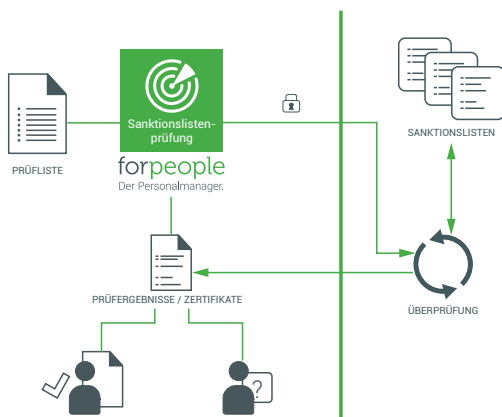 Sanktionslisten-
prüfung
forpeople
Der Personalmanager.
PRÜFLISTE
SANKTIONSLISTEN
ÜBERPRÜFUNG
PRÜFERGEBNISSE / ZERTIFIKATE
?